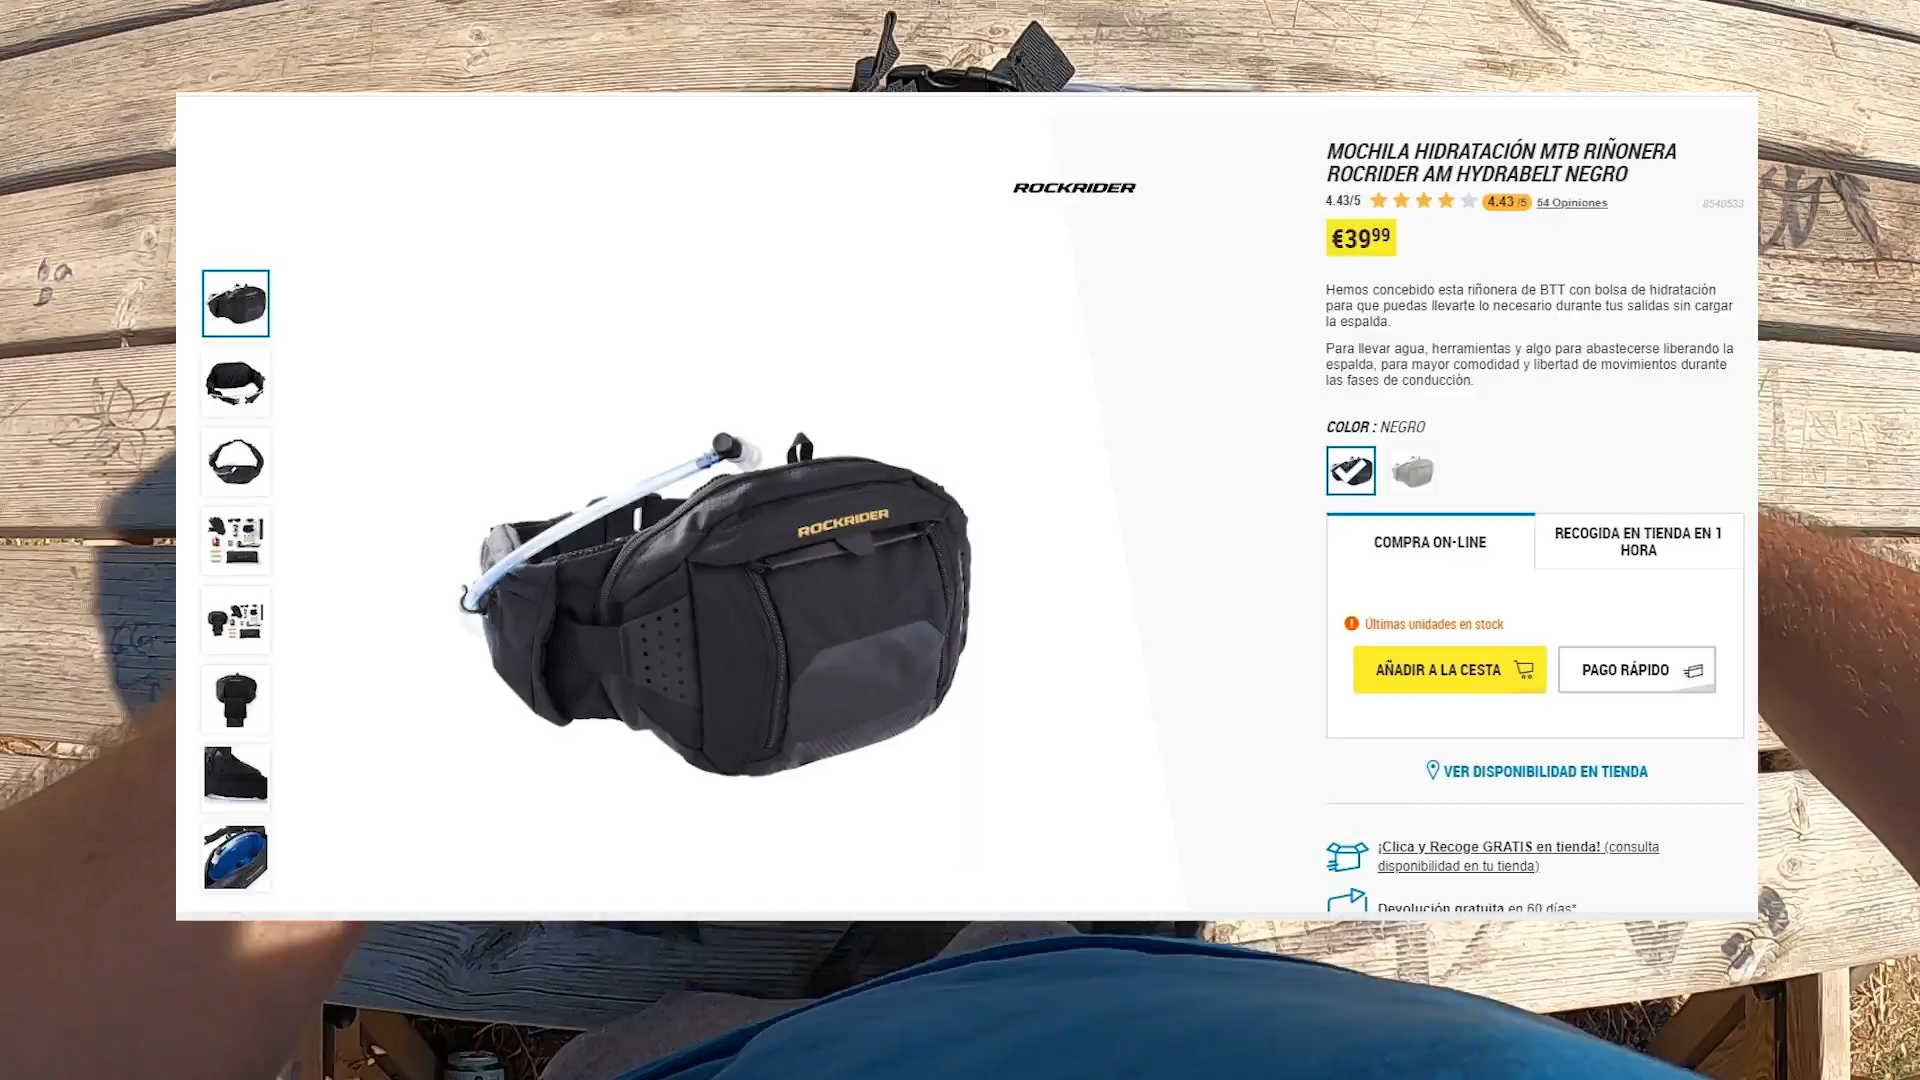 ROCKRIDER
ROCKRIDER
MOCHILA HIDRATACIÓN MTB RIÑONERA
ROCRIDER AM HYDRABELT NEGRO
4.43/5 4.43 /5 54 Opiniones 8540533
€3999
Hemos concebido esta riñonera de BTT con bolsa de hidratación
para que puedas llevarte lo necesario durante tus salidas sin cargar
la espalda.
Para llevar agua, herramientas y algo para abastecerse liberando la
espalda, para mayor comodidad y libertad de movimientos durante
las fases de conducción.
COLOR : NEGRO
COMPRA ON-LINE
RECOGIDA EN TIENDA EN 1
HORA
Últimas unidades en stock
AÑADIR A LA CESTA
PAGO RÁPIDO
VER DISPONIBILIDAD EN TIENDA
¡Clica y Recoge GRATIS en tienda! (consulta
disponibilidad en tu tienda)
Devolución gratuita en 60 días*